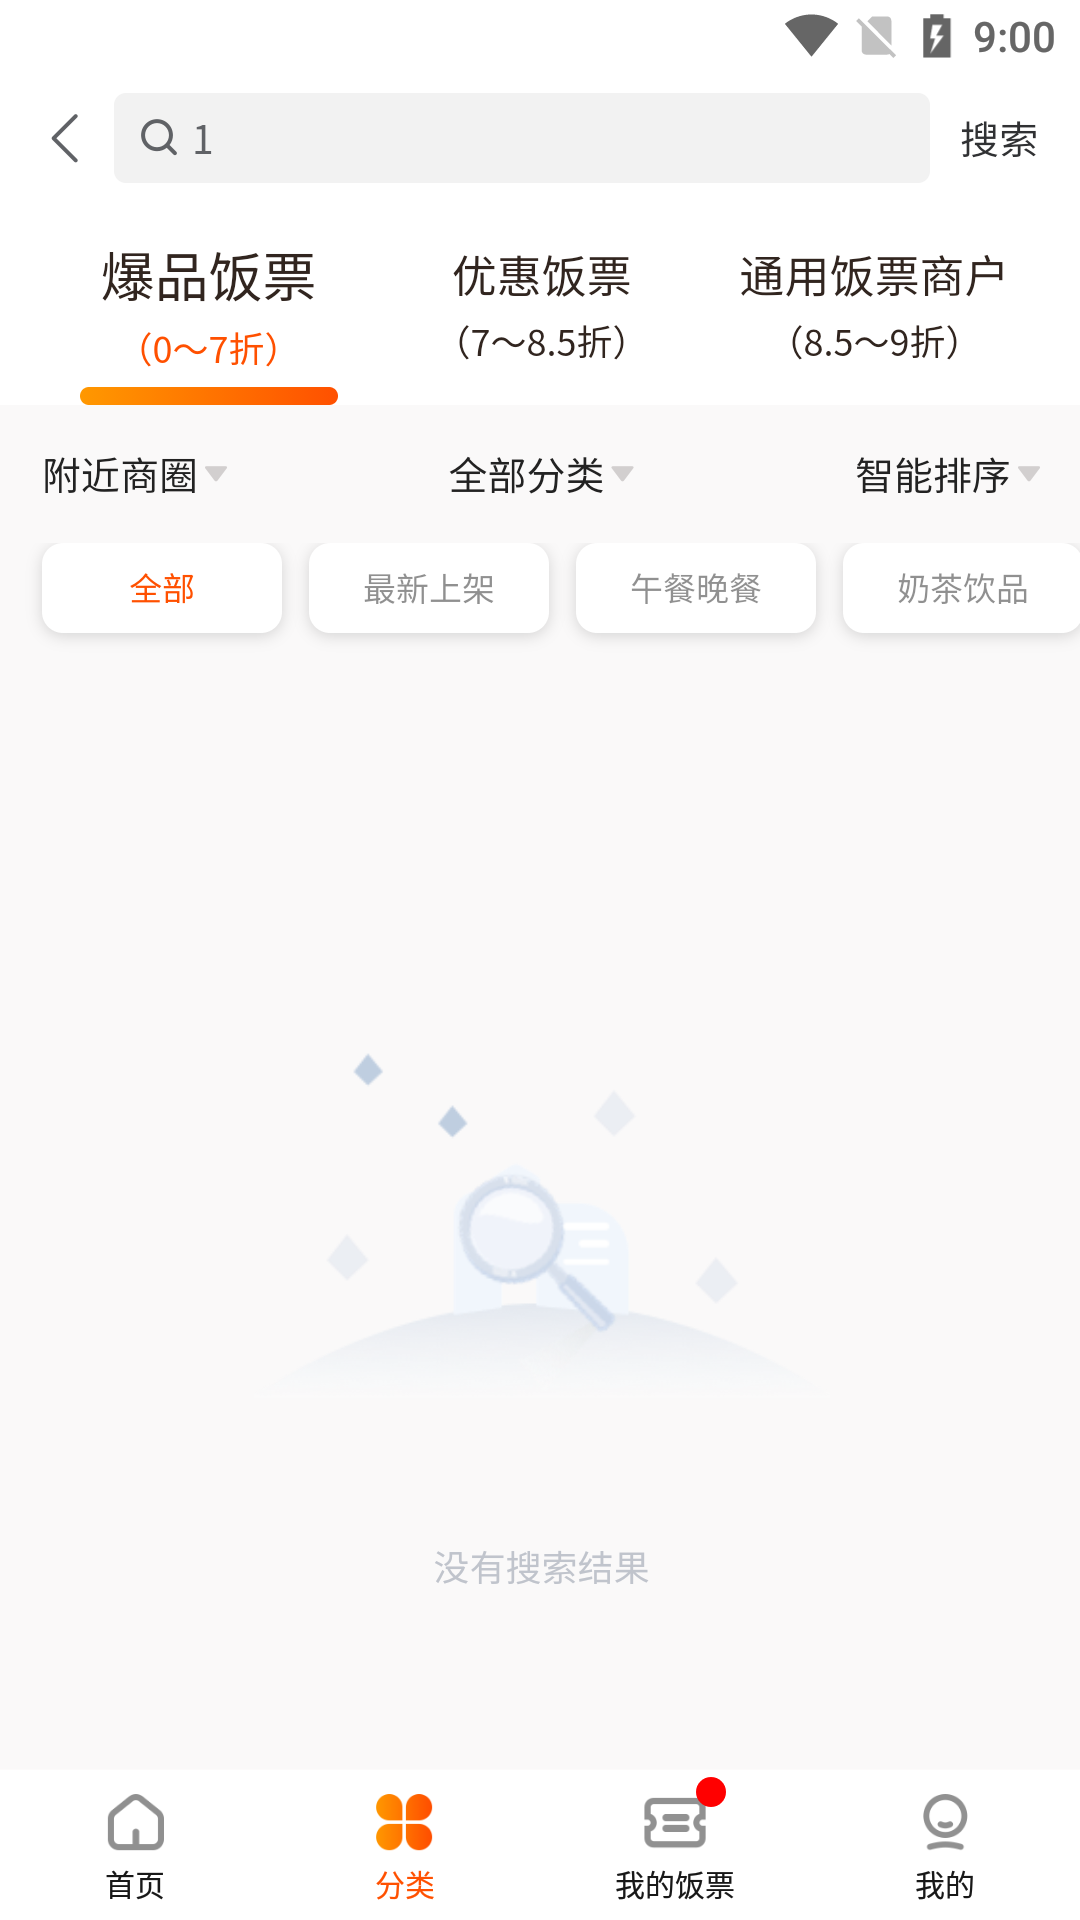 9:00
1
搜索
爆品饭票 优惠饭票 通用饭票商户
（0～7折） （7～8.5折） （8.5～9折）
附近商圈 全部分类 智能排序
全部 最新上架 午餐晚餐 奶茶饮品
没有搜索结果
首页 分类 我的饭票 我的